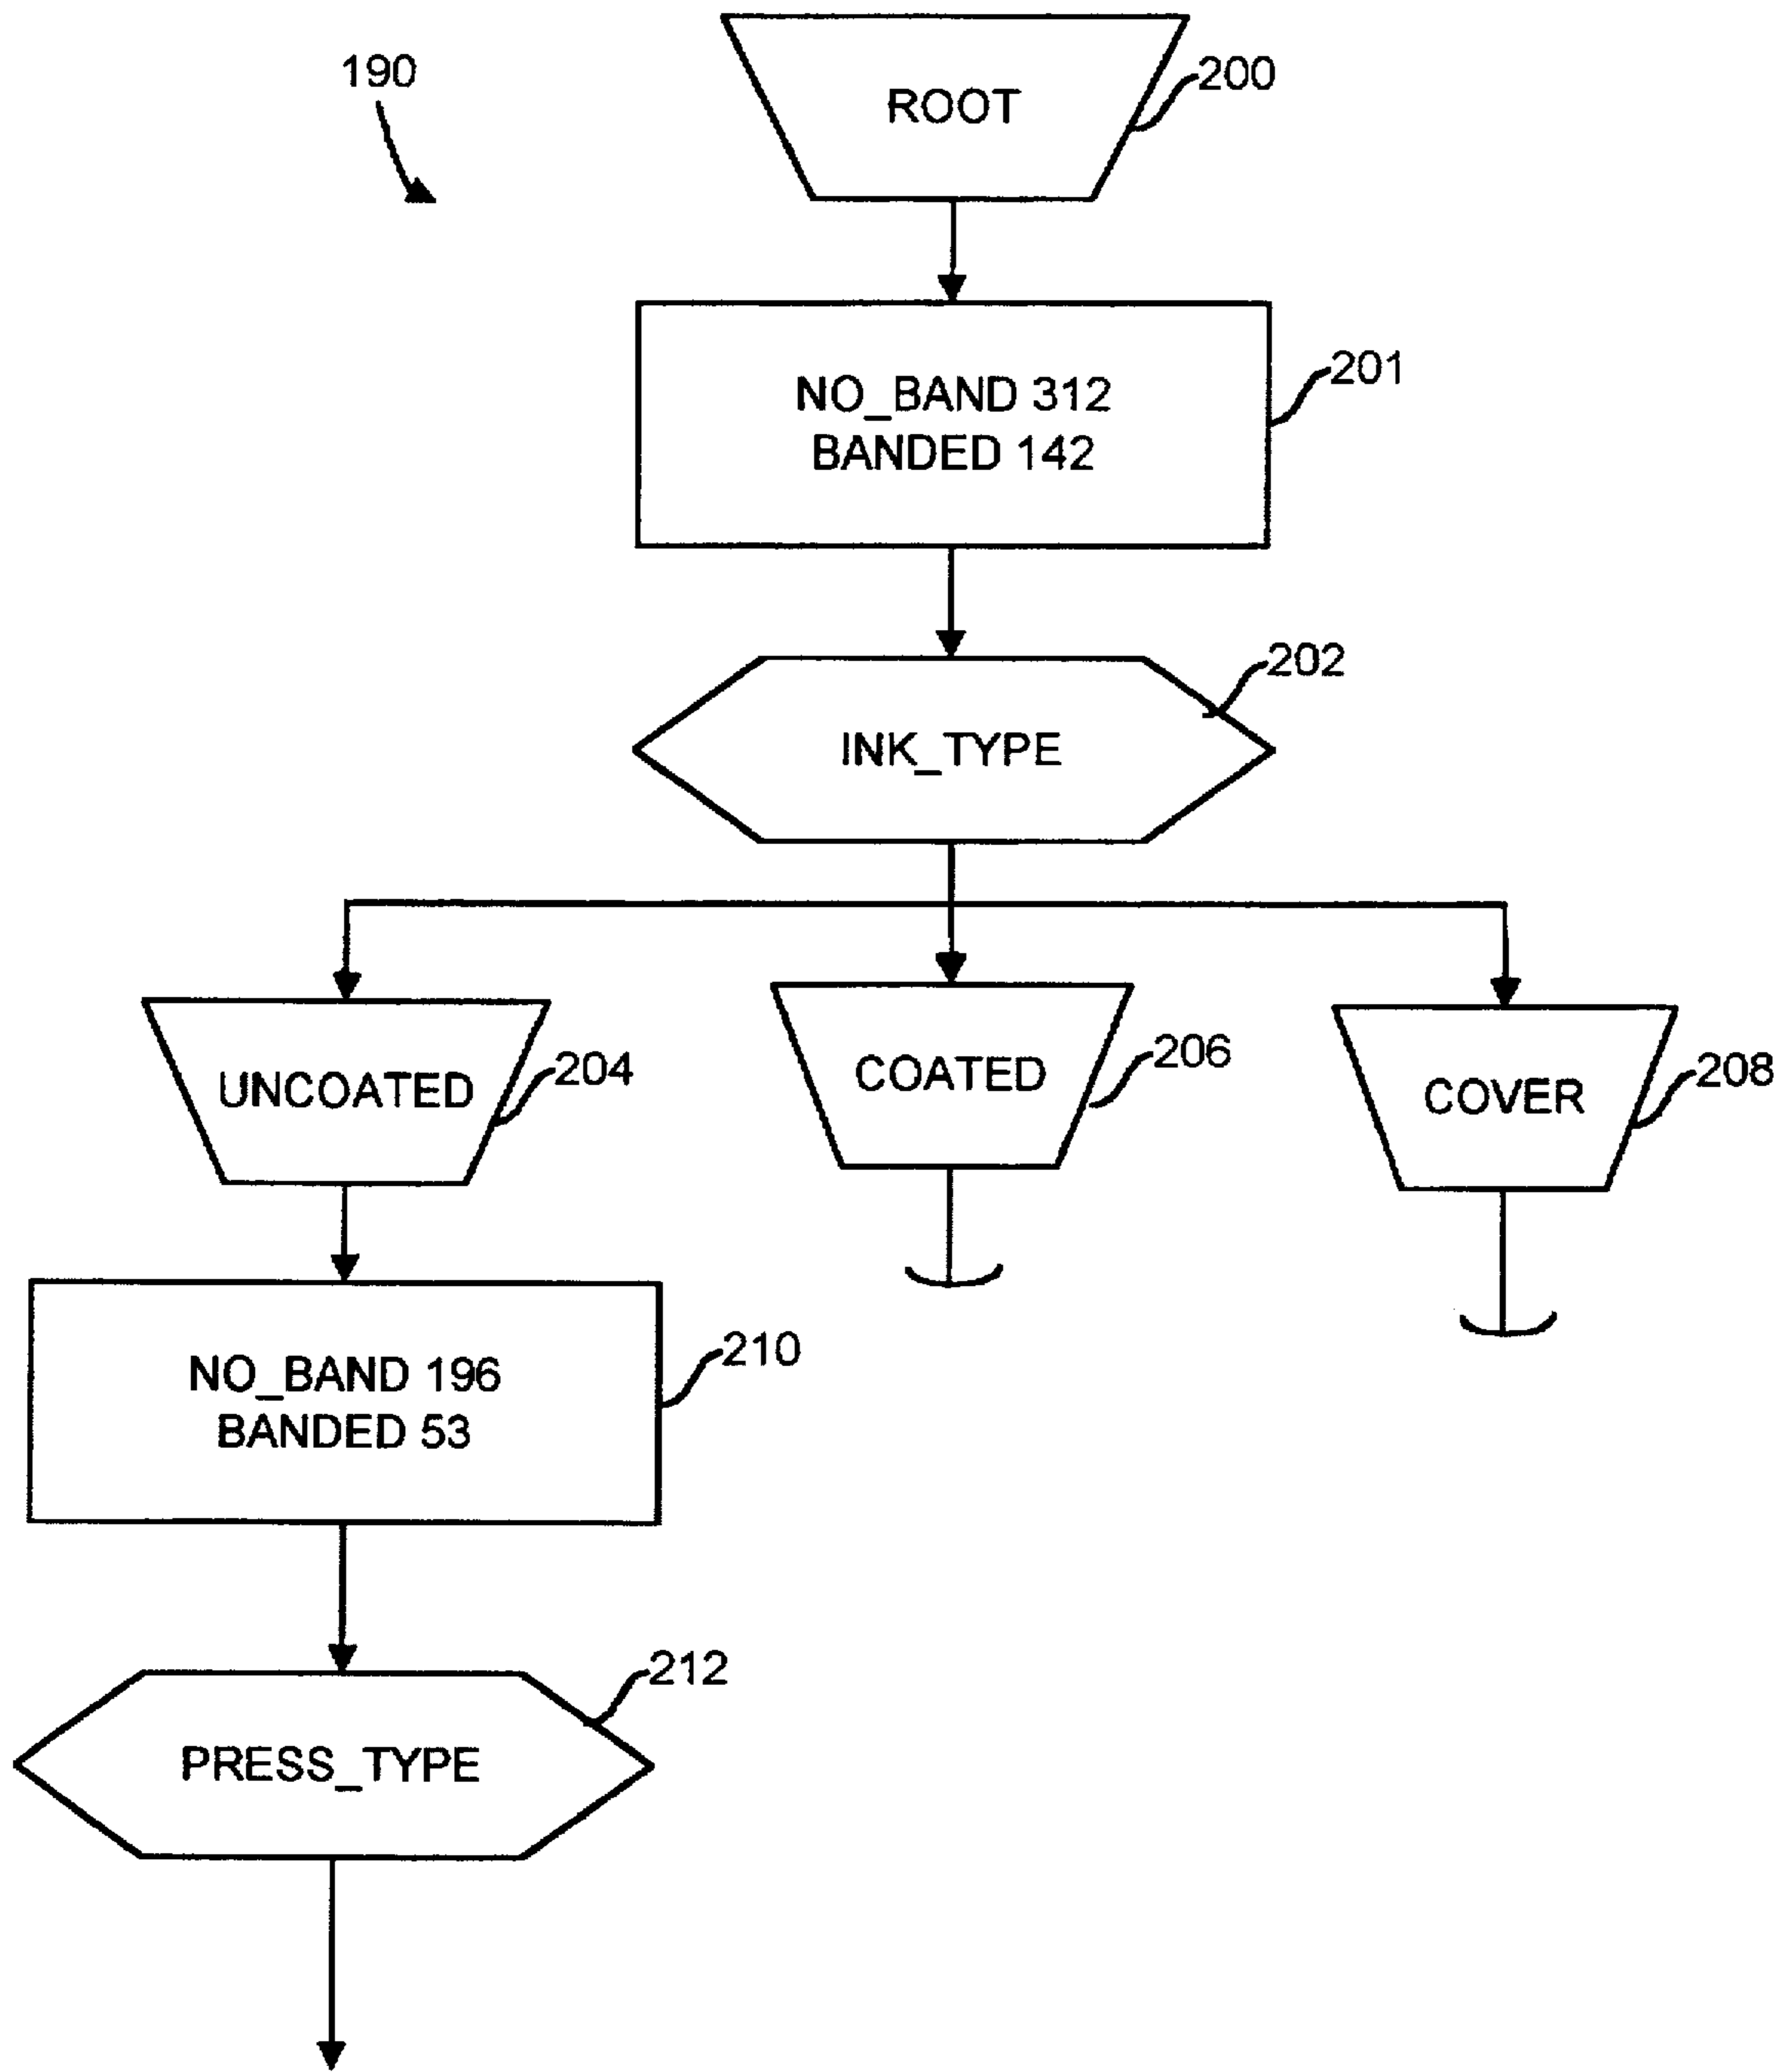 190
ROOT
200
NO_BAND 312
BANDED 142
201
INK_TYPE
202
UNCOATED
204
COATED
206
COVER
208
NO_BAND 196
BANDED 53
210
PRESS_TYPE
212